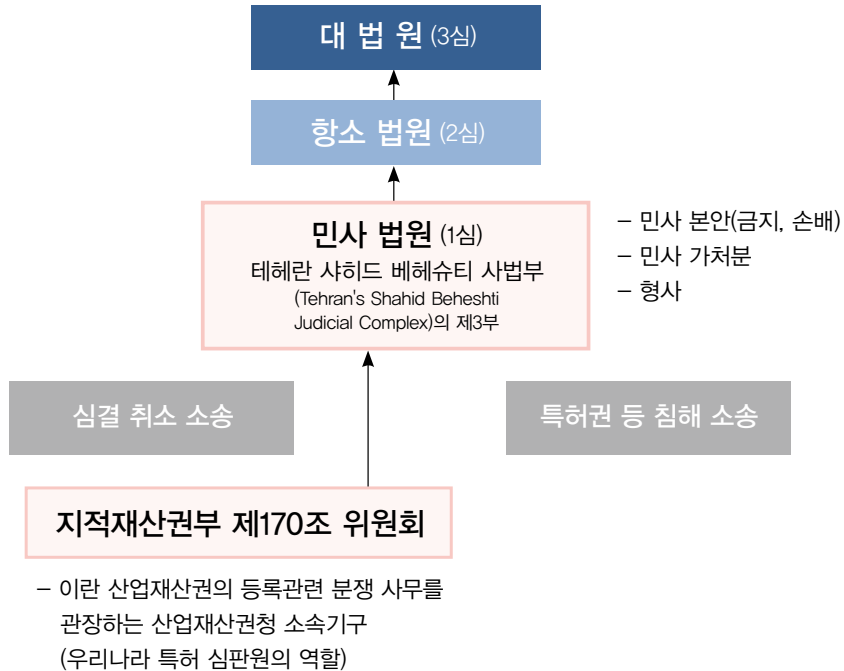 대 법 원 (3심)
항소 법원 (2심)
민사 법원 (1심)
테헤란 샤히드 베헤슈티 사법부
(Tehran's Shahid Beheshti
Judicial Complex)의 제3부
– 민사 본안(금지, 손배)
– 민사 가처분
– 형사
심결 취소 소송
특허권 등 침해 소송
지적재산권부 제170조 위원회
– 이란 산업재산권의 등록관련 분쟁 사무를
관장하는 산업재산권청 소속기구
(우리나라 특허 심판원의 역할)